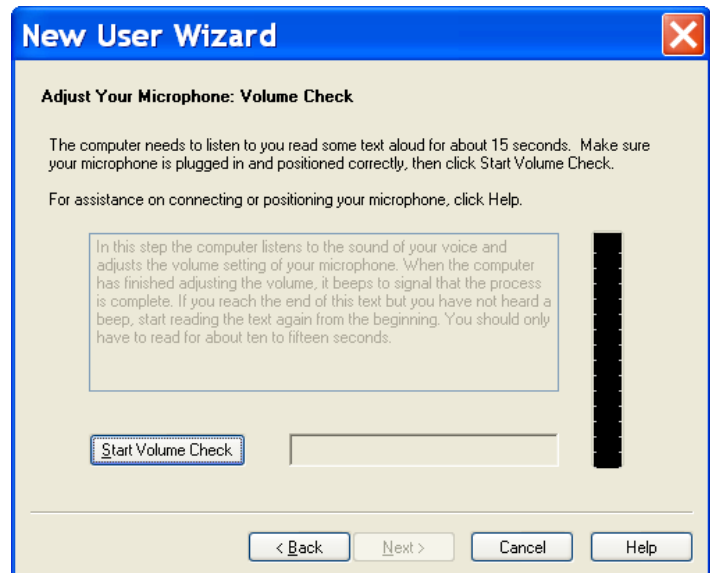 New User Wizard
Adjust Your Microphone: Volume Check
The computer needs to listen to you read some text aloud for about 15 seconds.  Make sure
your microphone is plugged in and positioned correctly, then click Start Volume Check.
For assistance on connecting or positioning your microphone, click Help.
In this step the computer listens to the sound of your voice and
adjusts the volume setting of your microphone. When the computer
has finished adjusting the volume, it beeps to signal that the process
is complete. If you reach the end of this text but you have not heard a
beep, start reading the text again from the beginning. You should only
have to read for about ten to fifteen seconds.
Start Volume Check
< Back Next > Cancel Help